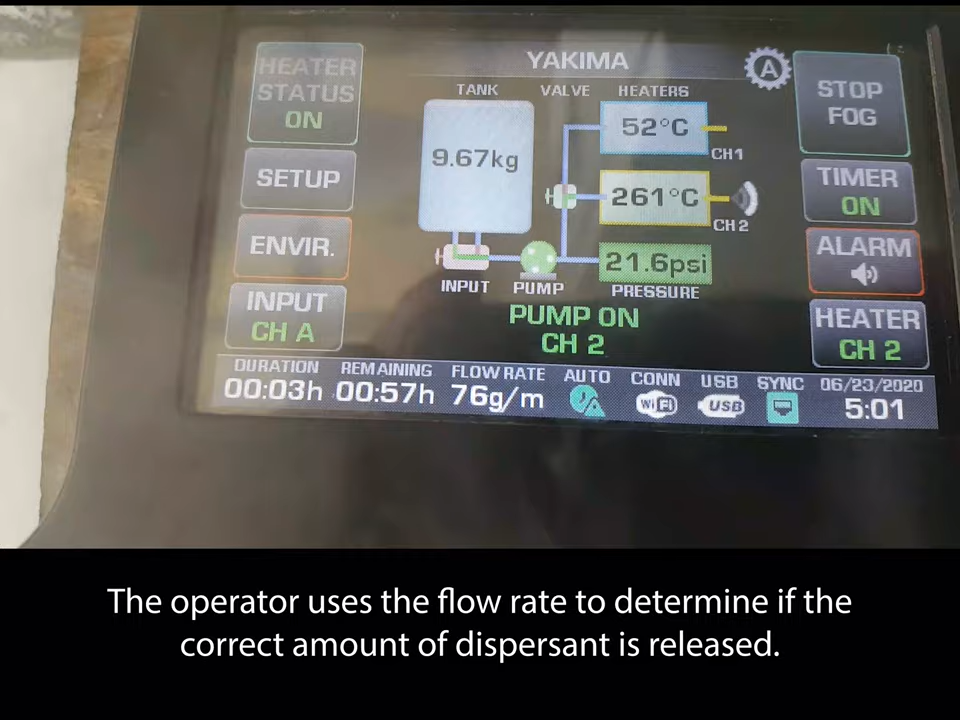 YAKIMA
A
HEATER
STATUS
ON
SETUP
ENVIR.
INPUT
CH A
TANK
VALVE
HEATERS
9.67kg
52°C
CH1
261°C
CH 2
21.6psi
PRESSURE
INPUT
PUMP
PUMP ON
CH 2
STOP
FOG
TIMER
ON
ALARM
HEATER
CH 2
DURATION
00:03h
REMAINING
00:57h
FLOW RATE
76g/m
AUTO
CONN
WiFi
USB
USB
SYNC
06/23/2020
5:01
The operator uses the flow rate to determine if the
correct amount of dispersant is released.